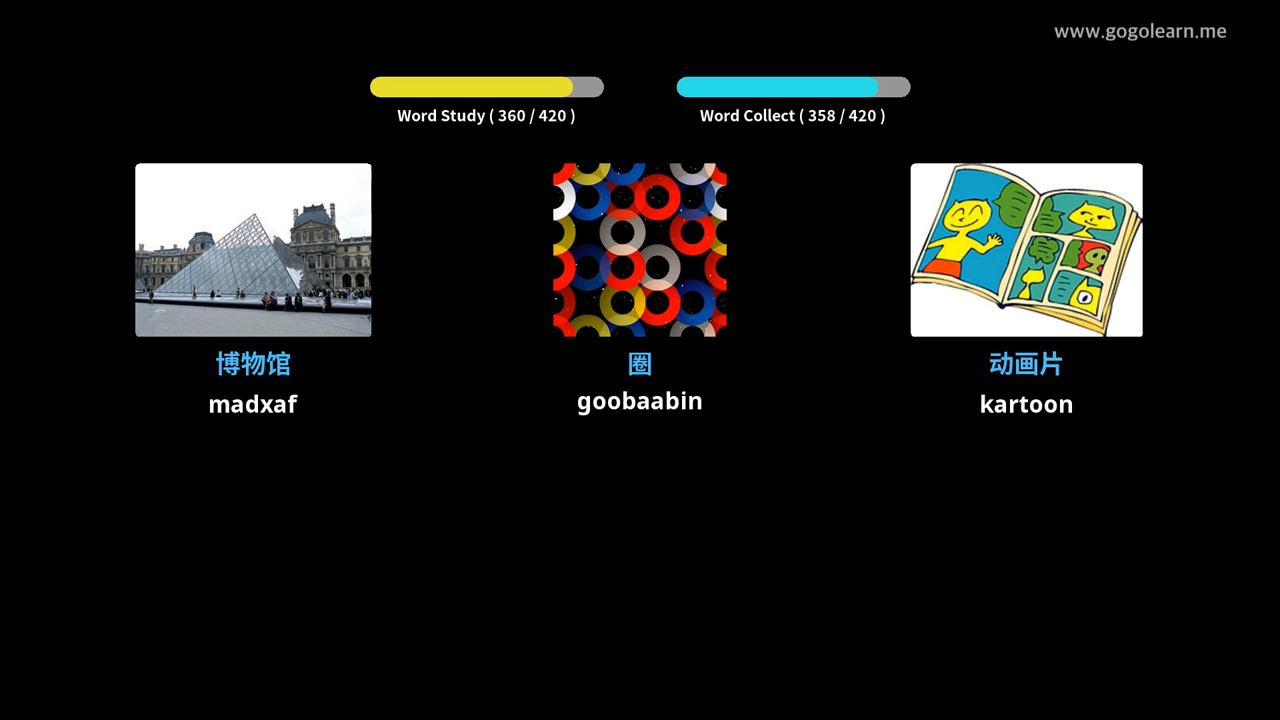 www.gogolearn.me
Word Study ( 360 / 420 )
Word Collect ( 358 / 420 )
博物馆
圈
动画片
madxaf
goobaabin
kartoon